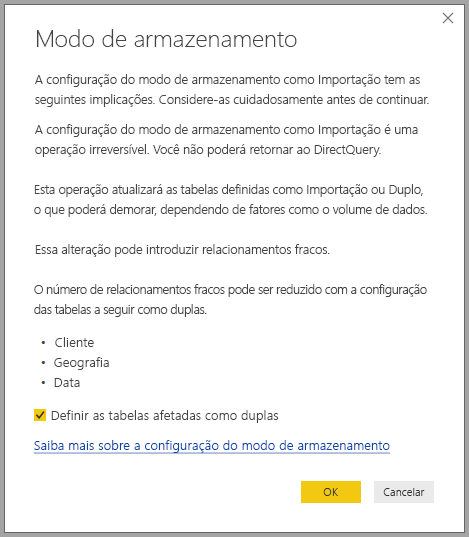 Modo de armazenamento
A configuração do modo de armazenamento como Importação tem as
seguintes implicações. Considere-as cuidadosamente antes de continuar.
A configuração do modo de armazenamento como Importação é uma
operação irreversível. Você não poderá retornar ao DirectQuery.
Esta operação atualizará as tabelas definidas como Importação ou Duplo,
o que poderá demorar, dependendo de fatores como o volume de dados.
Essa alteração pode introduzir relacionamentos fracos.
O número de relacionamentos fracos pode ser reduzido com a configuração
das tabelas a seguir como duplas.
• Cliente
• Geografia
• Data
Definir as tabelas afetadas como duplas
Saiba mais sobre a configuração do modo de armazenamento
OK Cancelar